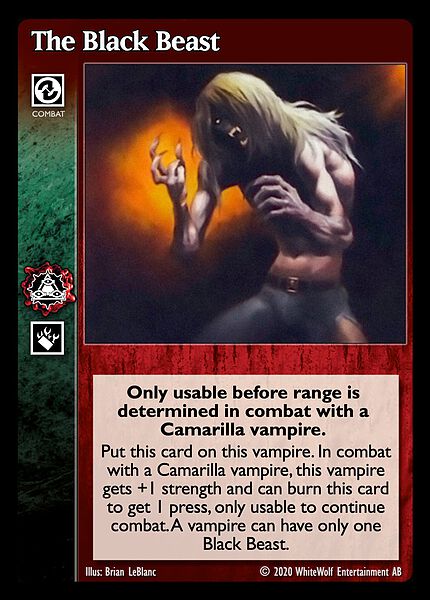 The Black Beast
COMBAT
Only usable before range is
determined in combat with a
Camarilla vampire.
Put this card on this vampire. In combat
with a Camarilla vampire, this vampire
gets +1 strength and can burn this card
to get 1 press, only usable to continue
combat. A vampire can have only one
Black Beast.
Illus: Brian LeBlanc
© 2020 WhiteWolf Entertainment AB